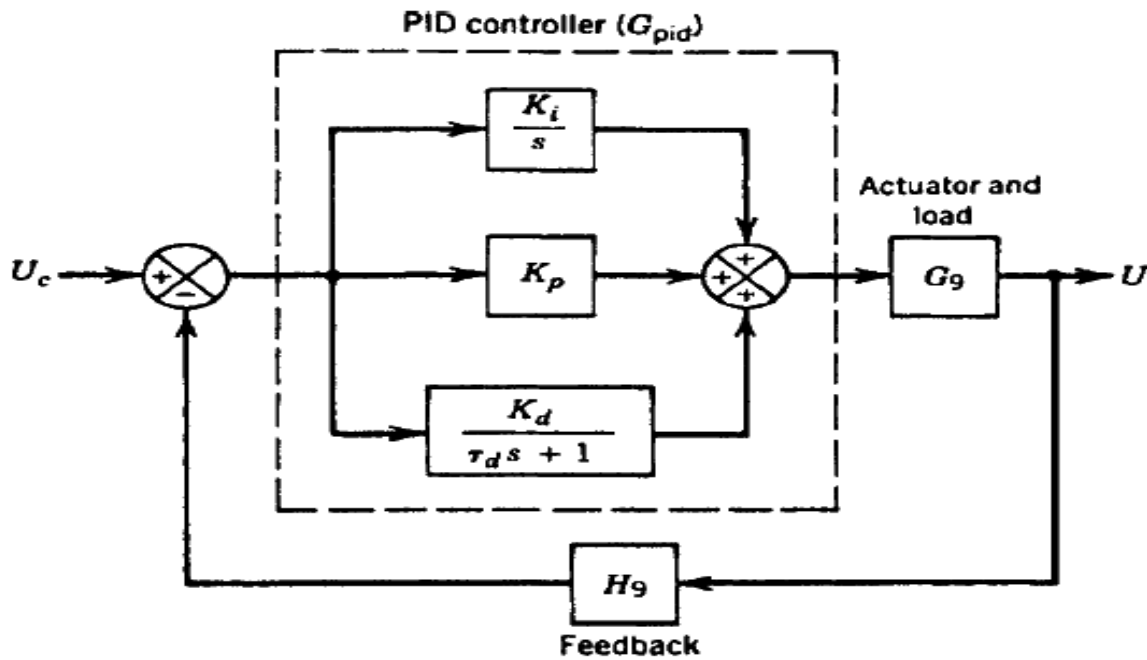 PID controller (G_pid)
K_i
s
Actuator and
load
U_c
+
−
K_p
+
+
+
G_9
U
K_d
τ_d s + 1
H_9
Feedback